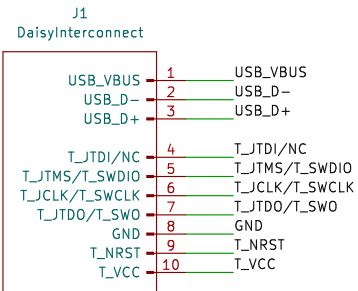 J1
DaisyInterconnect
USB_VBUS 1 USB_VBUS
USB_D- 2 USB_D-
USB_D+ 3 USB_D+
T_JTDI/NC 4 T_JTDI/NC
T_JTMS/T_SWDIO 5 T_JTMS/T_SWDIO
T_JCLK/T_SWCLK 6 T_JCLK/T_SWCLK
T_JTDO/T_SWO 7 T_JTDO/T_SWO
GND 8 GND
T_NRST 9 T_NRST
T_VCC 10 T_VCC